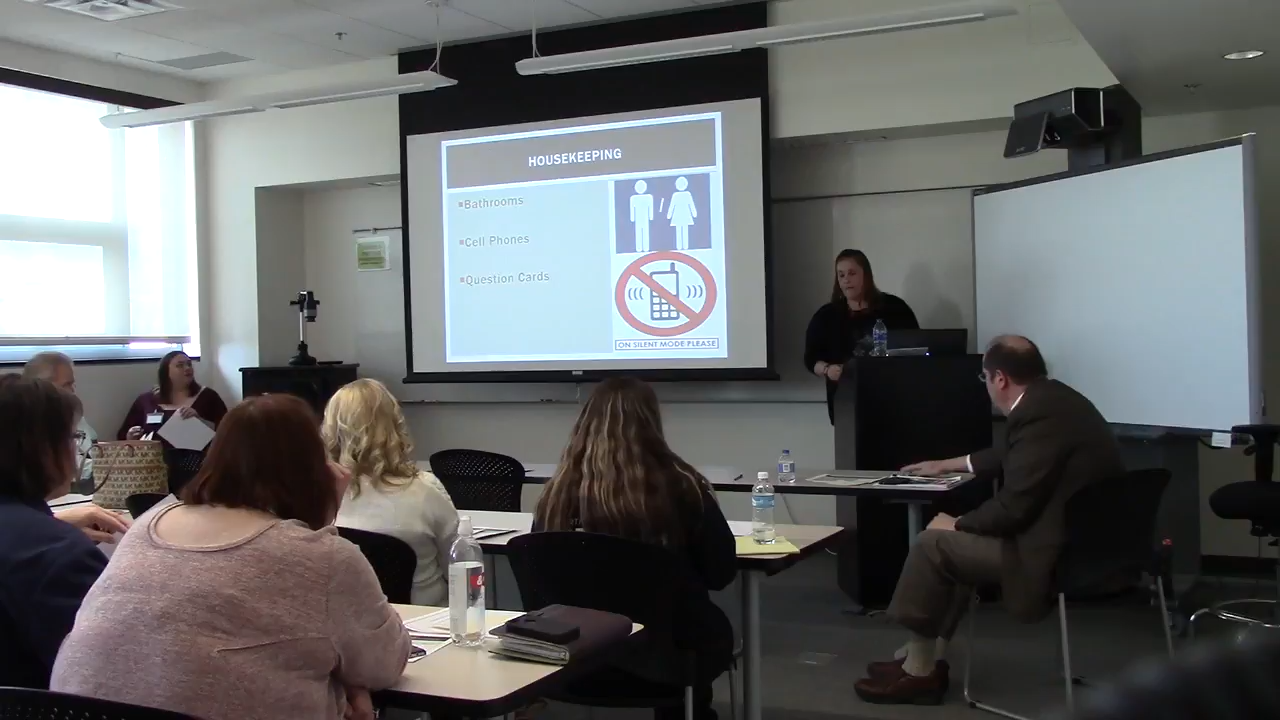 HOUSEKEEPING
▪Bathrooms
▪Cell Phones
▪Question Cards
ON SILENT MODE PLEASE